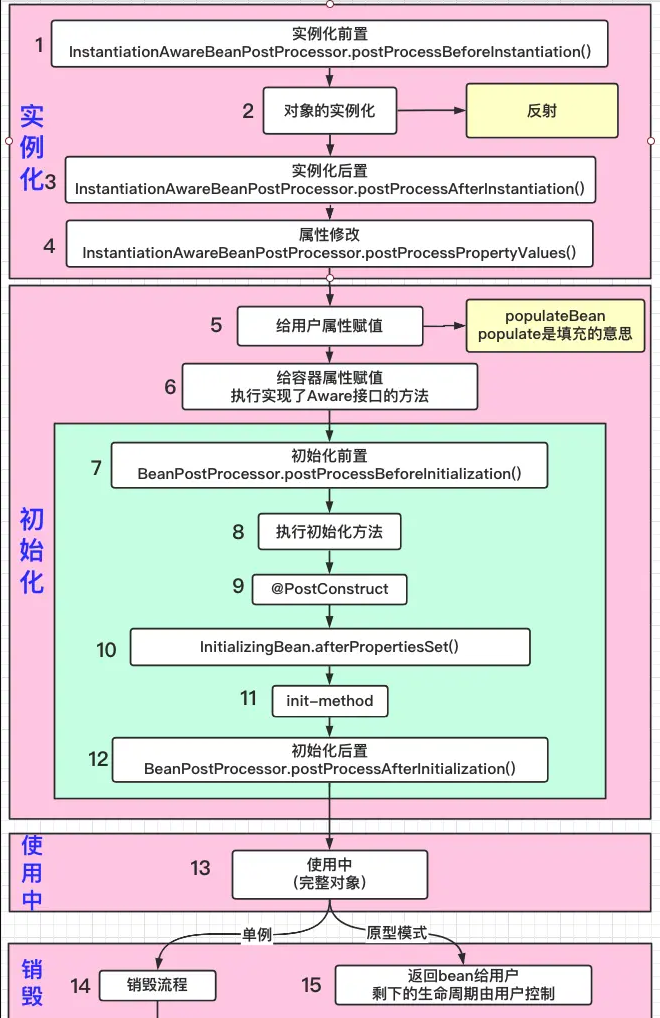 实例化
1
实例化前置
InstantiationAwareBeanPostProcessor.postProcessBeforeInstantiation()
2
对象的实例化
反射
3
实例化后置
InstantiationAwareBeanPostProcessor.postProcessAfterInstantiation()
4
属性修改
InstantiationAwareBeanPostProcessor.postProcessPropertyValues()
初始化
5
给用户属性赋值
populateBean
populate是填充的意思
6
给容器属性赋值
执行实现了Aware接口的方法
7
初始化前置
BeanPostProcessor.postProcessBeforeInitialization()
8
执行初始化方法
9
@PostConstruct
10
InitializingBean.afterPropertiesSet()
11
init-method
12
初始化后置
BeanPostProcessor.postProcessAfterInitialization()
使用中
13
使用中
（完整对象）
单例
原型模式
销毁
14
销毁流程
15
返回bean给用户
剩下的生命周期由用户控制